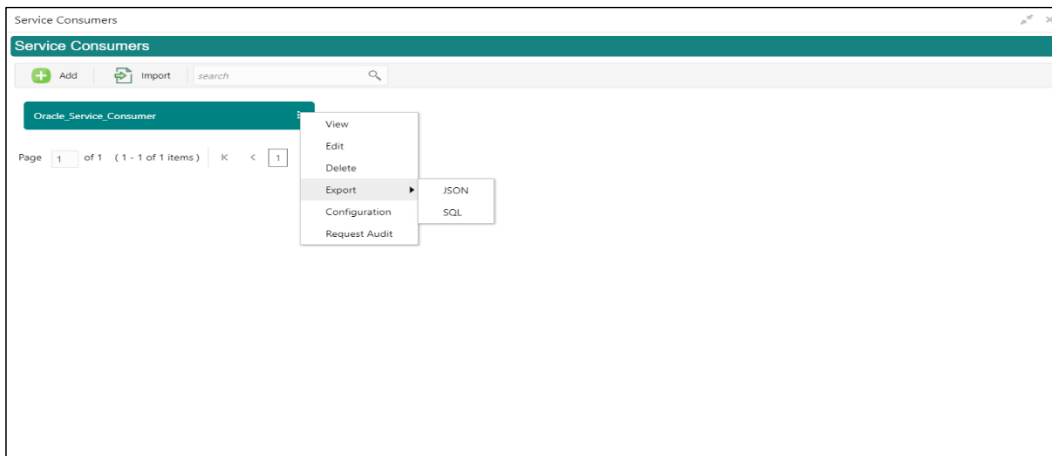 Service Consumers
Service Consumers
Add Import search
Oracle_Service_Consumer
View
Edit
Delete
Export JSON
Configuration SQL
Request Audit
Page 1 of 1 (1 - 1 of 1 items) K < 1